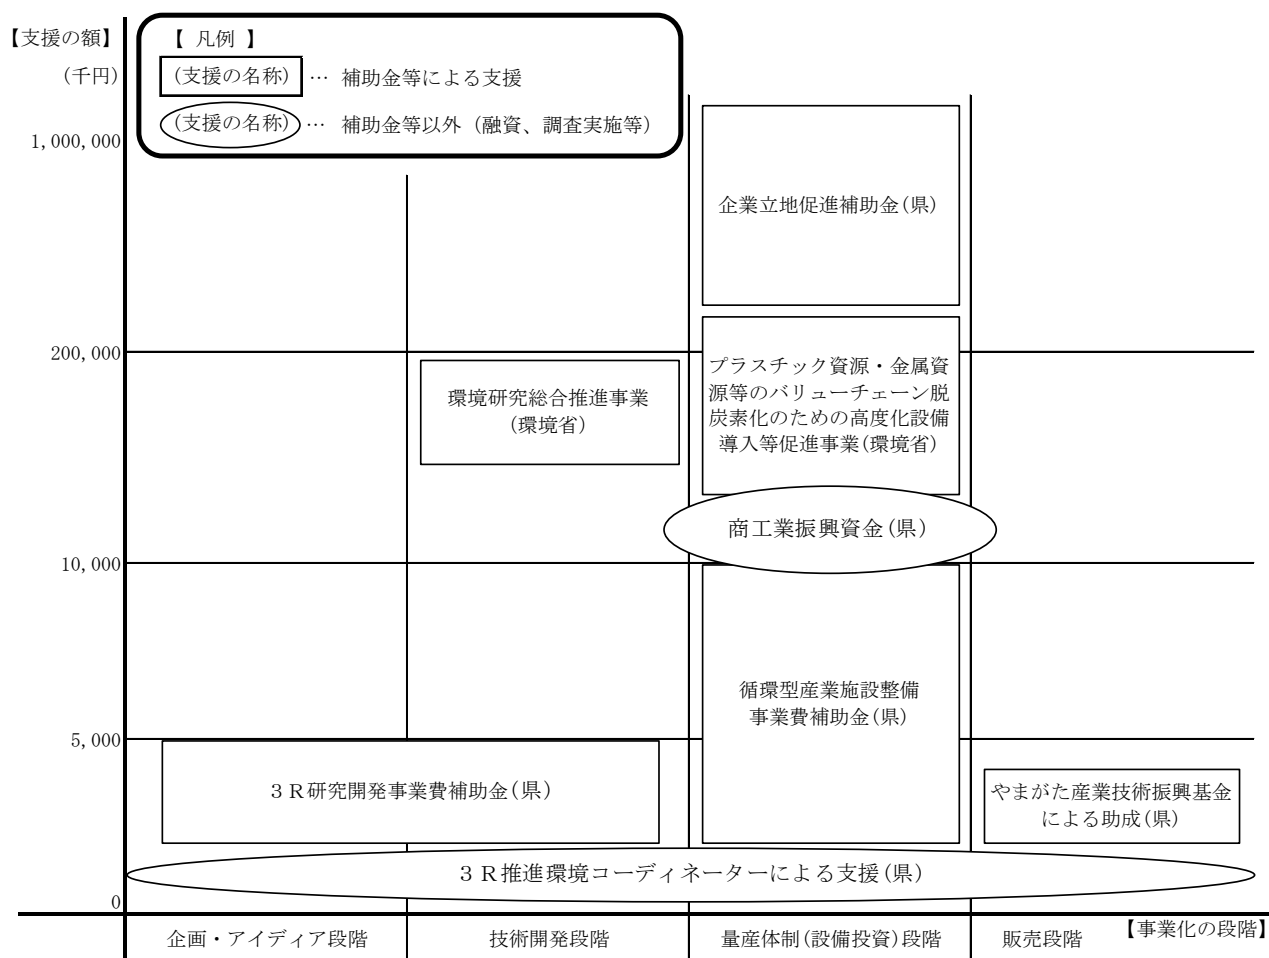 【支援の額】
(千円)
【 凡例 】
(支援の名称) … 補助金等による支援
(支援の名称) … 補助金等以外（融資、調査実施等）
1,000,000
企業立地促進補助金(県)
200,000
プラスチック資源・金属資
源等のバリューチェーン脱
炭素化のための高度化設備
導入等促進事業(環境省)
環境研究総合推進事業
(環境省)
商工業振興資金(県)
10,000
循環型産業施設整備
事業費補助金(県)
5,000
３Ｒ研究開発事業費補助金(県)
やまがた産業技術振興基金
による助成(県)
３Ｒ推進環境コーディネーターによる支援(県)
0
企画・アイディア段階
技術開発段階
量産体制(設備投資)段階
販売段階
【事業化の段階】